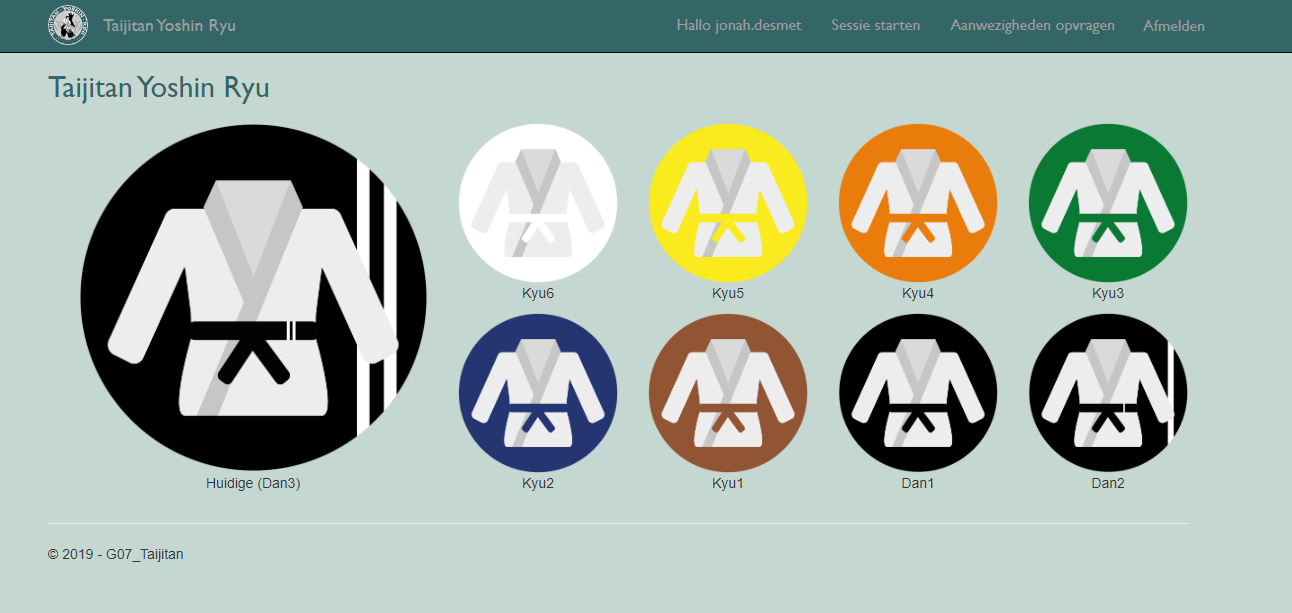 Taijitan Yoshin Ryu
Hallo jonah.desmet
Sessie starten
Aanwezigheden opvragen
Afmelden
Taijitan Yoshin Ryu
Huidige (Dan3)
Kyu6
Kyu5
Kyu4
Kyu3
Kyu2
Kyu1
Dan1
Dan2
© 2019 - G07_Taijitan